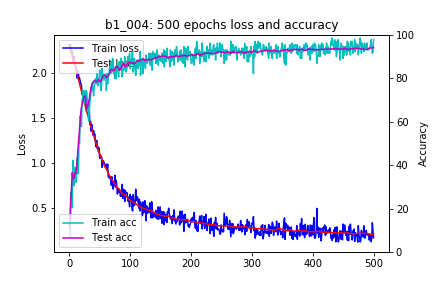 b1_004: 500 epochs loss and accuracy
Train loss
Test loss
Train acc
Test acc
Loss
2.0
1.5
1.0
0.5
Accuracy
100
80
60
40
20
0
0
100
200
300
400
500